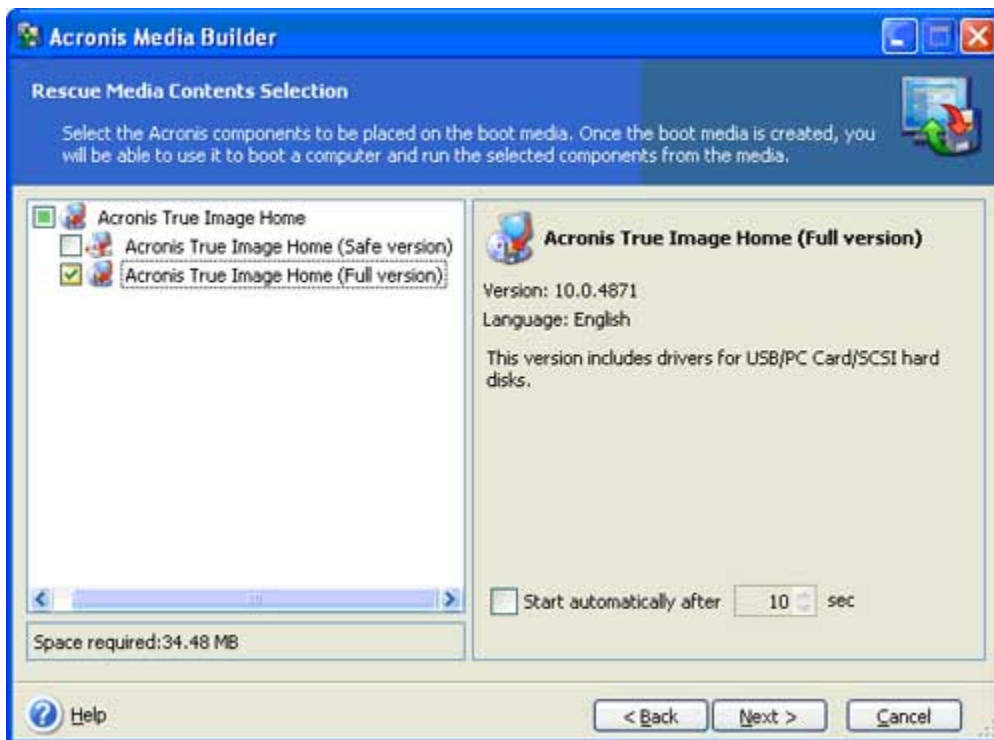 Acronis Media Builder
Rescue Media Contents Selection
Select the Acronis components to be placed on the boot media. Once the boot media is created, you
will be able to use it to boot a computer and run the selected components from the media.
Acronis True Image Home
Acronis True Image Home (Safe version)
Acronis True Image Home (Full version)
Space required:34.48 MB
Acronis True Image Home (Full version)
Version: 10.0.4871
Language: English
This version includes drivers for USB/PC Card/SCSI hard
disks.
Start automatically after 10 sec
Help
< Back Next > Cancel